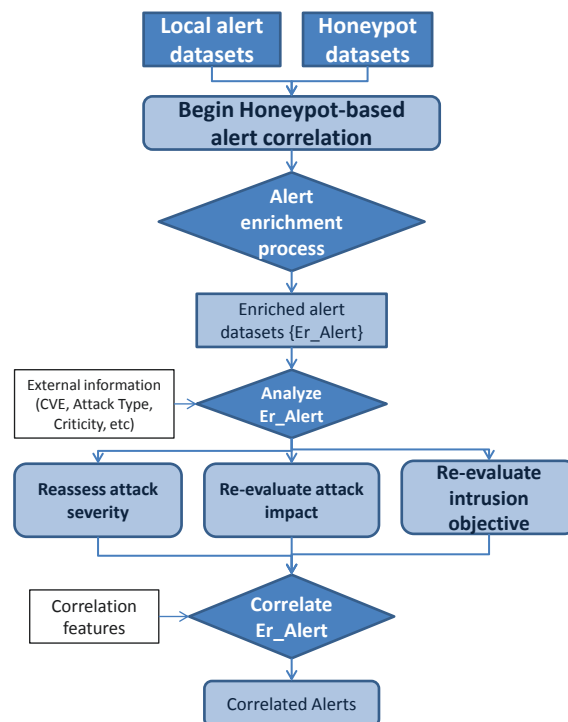 Local alert
datasets
Honeypot
datasets
Begin Honeypot-based
alert correlation
Alert
enrichment
process
Enriched alert
datasets {Er_Alert}
External information
(CVE, Attack Type,
Criticity, etc)
Analyze
Er_Alert
Reassess attack
severity
Re-evaluate attack
impact
Re-evaluate
intrusion
objective
Correlation
features
Correlate
Er_Alert
Correlated Alerts